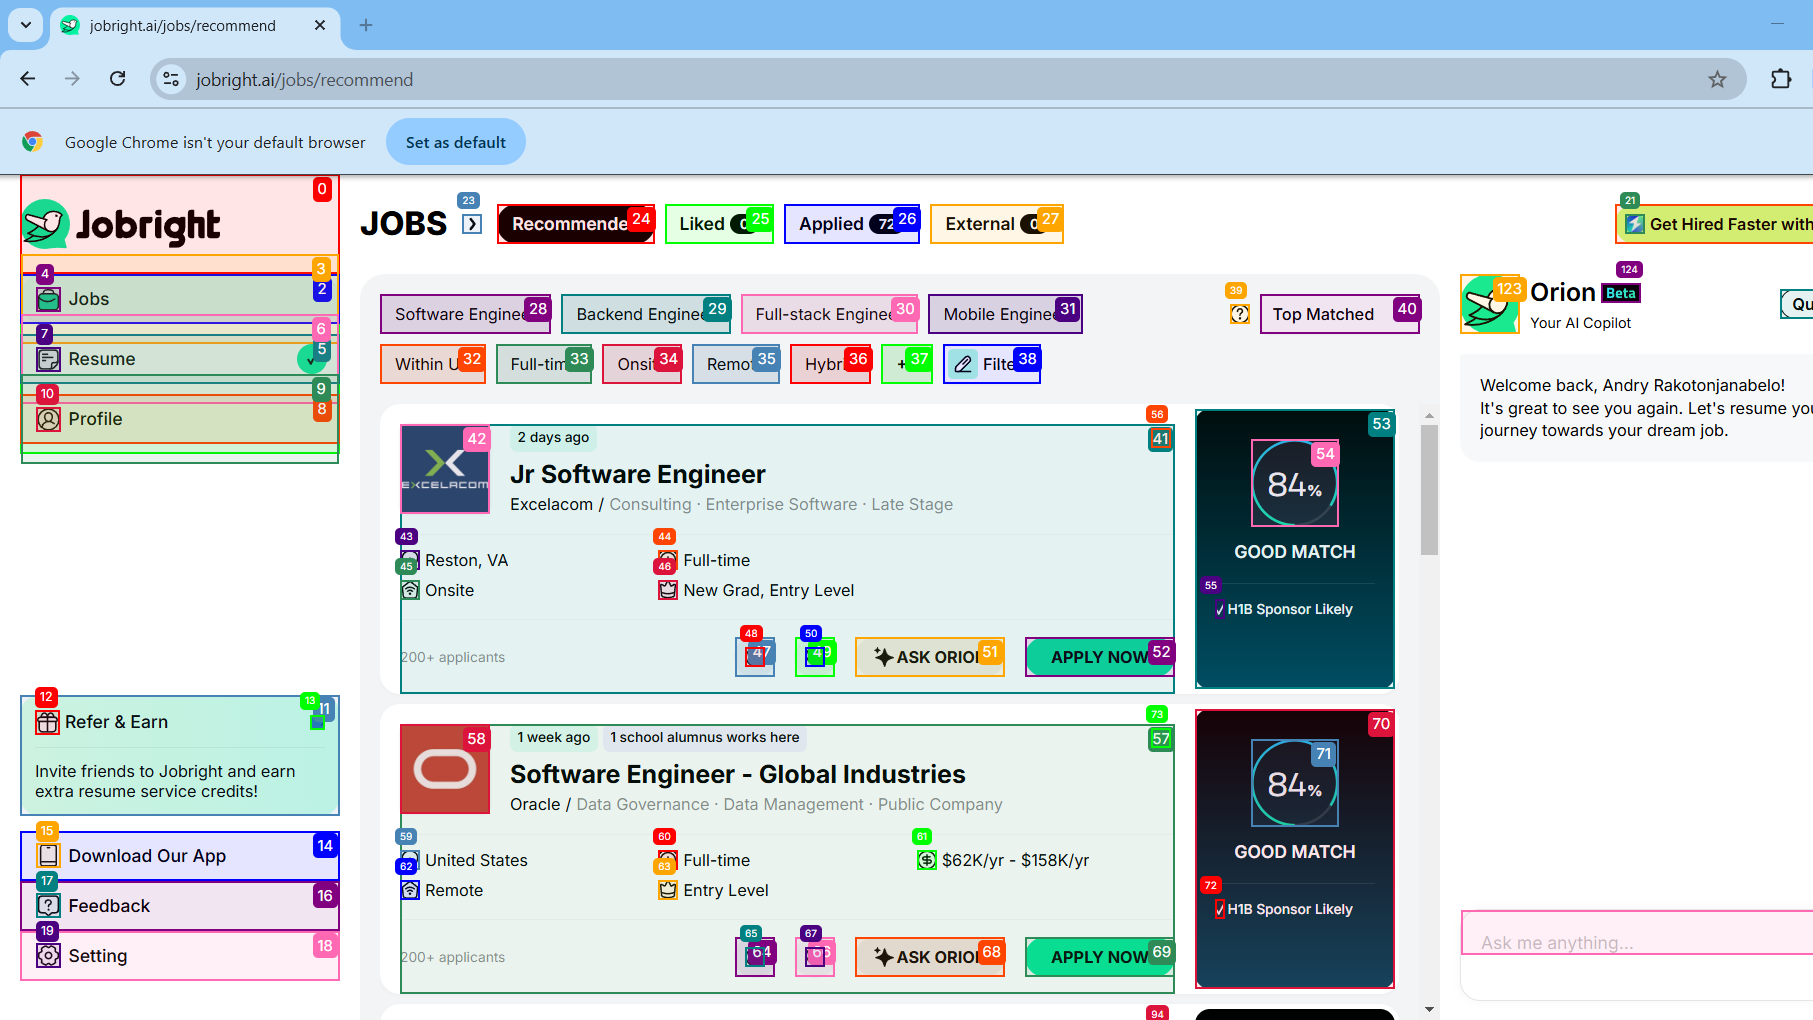 jobright.ai/jobs/recommend
jobright.ai/jobs/recommend
Google Chrome isn't your default browser
Set as default
0
Jobright
3
4
Jobs
2
6
7
Resume
5
9
10
Profile
8
12
13
11
Refer & Earn
Invite friends to Jobright and earn
extra resume service credits!
15
Download Our App
14
17
Feedback
16
19
Setting
18
JOBS
23
Recommende 24
Liked 25
Applied 72 26
External 27
21
Get Hired Faster with
Software Enginee 28
Backend Enginee 29
Full-stack Enginee 30
Mobile Enginee 31
39
Top Matched 40
Within U 32
Full-tim 33
Onsi 34
Remo 35
Hybr 36
+ 37
Filte 38
56
42
EXCELACOM
2 days ago
41
Jr Software Engineer
Excelacom / Consulting · Enterprise Software · Late Stage
43
Reston, VA
44
Full-time
45
Onsite
46
New Grad, Entry Level
200+ applicants
48
47
50
49
ASK ORIO 51
APPLY NOW 52
53
54
84%
GOOD MATCH
55
H1B Sponsor Likely
73
58
1 week ago
1 school alumnus works here
57
Software Engineer - Global Industries
Oracle / Data Governance · Data Management · Public Company
59
United States
60
Full-time
61
$62K/yr - $158K/yr
62
Remote
63
Entry Level
200+ applicants
65
64
67
66
ASK ORIO 68
APPLY NOW 69
70
71
84%
GOOD MATCH
72
H1B Sponsor Likely
94
123
124
Orion Beta
Your AI Copilot
Qu
Welcome back, Andry Rakotonjanabelo!
It's great to see you again. Let's resume you
journey towards your dream job.
Ask me anything...